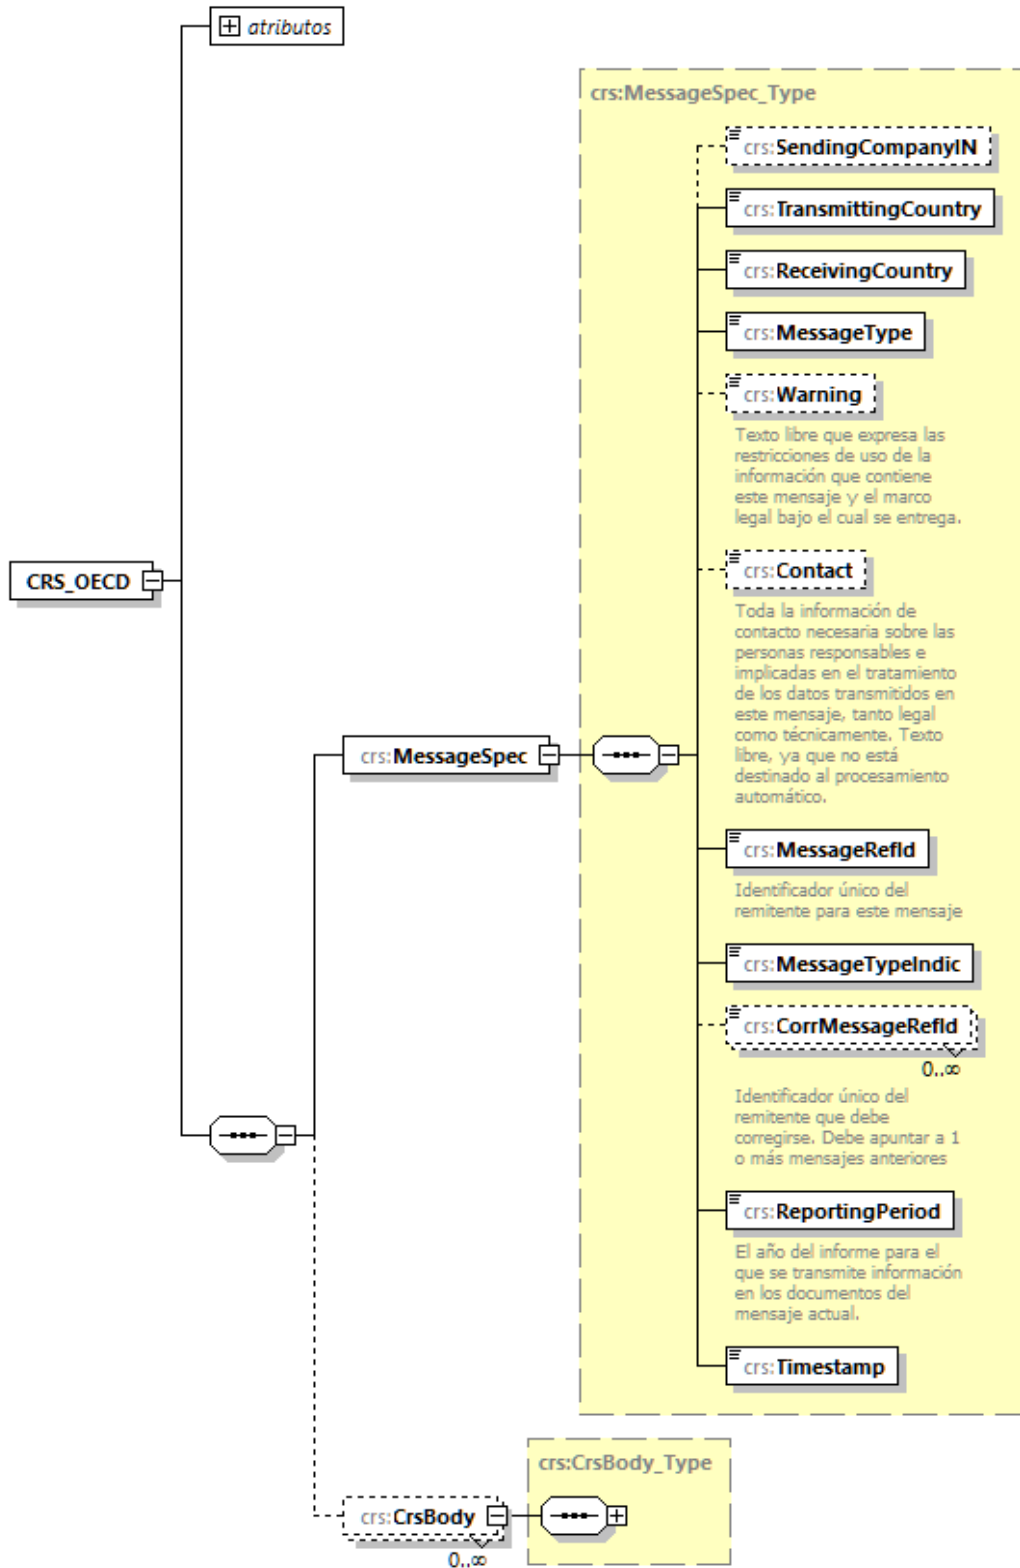 atributos
crs:MessageSpec_Type
crs:SendingCompanyIN
crs:TransmittingCountry
crs:ReceivingCountry
crs:MessageType
crs:Warning
Texto libre que expresa las
restricciones de uso de la
información que contiene
este mensaje y el marco
legal bajo el cual se entrega.
crs:Contact
Toda la información de
contacto necesaria sobre las
personas responsables e
implicadas en el tratamiento
de los datos transmitidos en
este mensaje, tanto legal
como técnicamente. Texto
libre, ya que no está
destinado al procesamiento
automático.
CRS_OECD
crs:MessageSpec
crs:MessageRefId
Identificador único del
remitente para este mensaje
crs:MessageTypeIndic
crs:CorrMessageRefId
0..∞
Identificador único del
remitente que debe
corregirse. Debe apuntar a 1
o más mensajes anteriores
crs:ReportingPeriod
El año del informe para el
que se transmite información
en los documentos del
mensaje actual.
crs:Timestamp
crs:CrsBody_Type
crs:CrsBody
0..∞